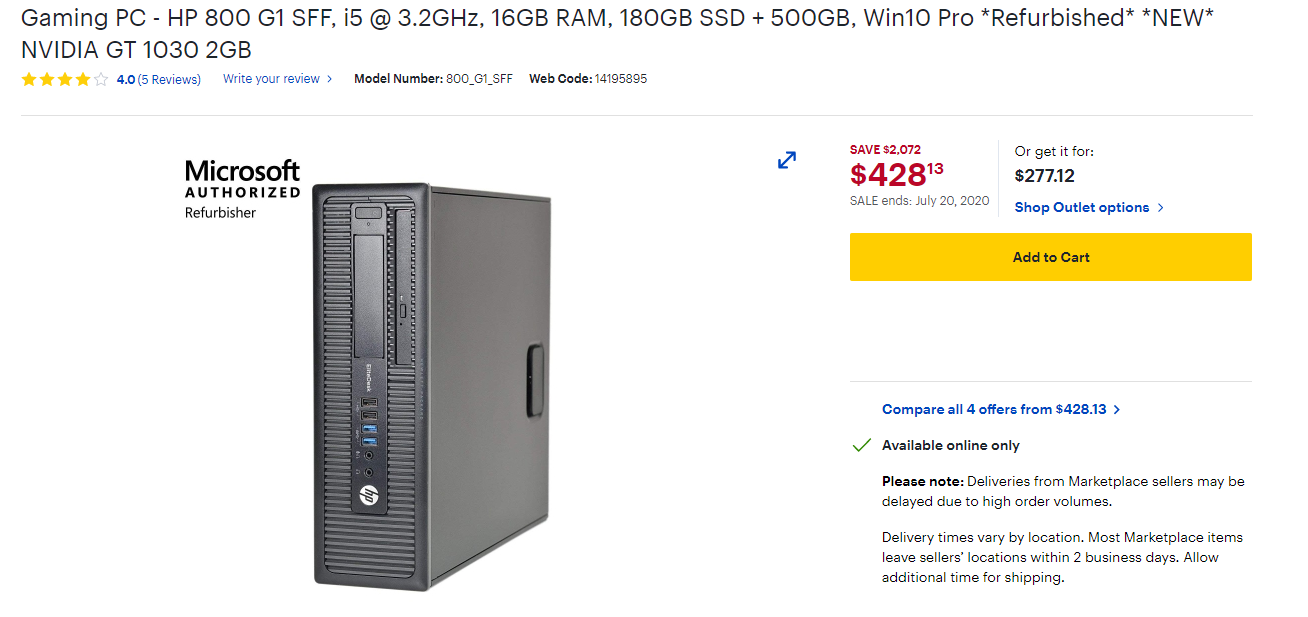 Gaming PC - HP 800 G1 SFF, i5 @ 3.2GHz, 16GB RAM, 180GB SSD + 500GB, Win10 Pro *Refurbished* *NEW*
NVIDIA GT 1030 2GB
4.0 (5 Reviews) Write your review › Model Number: 800_G1_SFF Web Code: 14195895
Microsoft
AUTHORIZED
Refurbisher
EliteDesk
hp
SAVE $2,072
$42813
SALE ends: July 20, 2020
Or get it for:
$277.12
Shop Outlet options ›
Add to Cart
Compare all 4 offers from $428.13 ›
Available online only
Please note: Deliveries from Marketplace sellers may be
delayed due to high order volumes.
Delivery times vary by location. Most Marketplace items
leave sellers' locations within 2 business days. Allow
additional time for shipping.